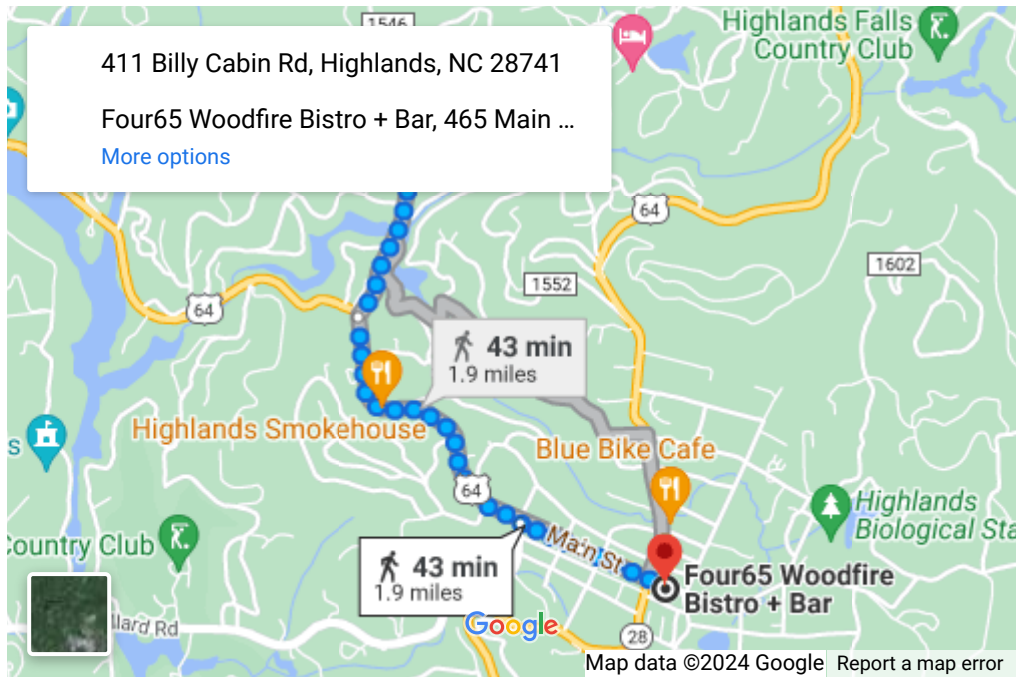 1546
Highlands Falls
Country Club
411 Billy Cabin Rd, Highlands, NC 28741
Four65 Woodfire Bistro + Bar, 465 Main ...
More options
64
1602
1552
64
43 min
1.9 miles
Highlands Smokehouse
s
Blue Bike Cafe
64
Highlands
Biological Sta
Main St
Country Club
43 min
1.9 miles
Four65 Woodfire
Bistro + Bar
llard Rd
Google
28
Map data ©2024 Google
Report a map error